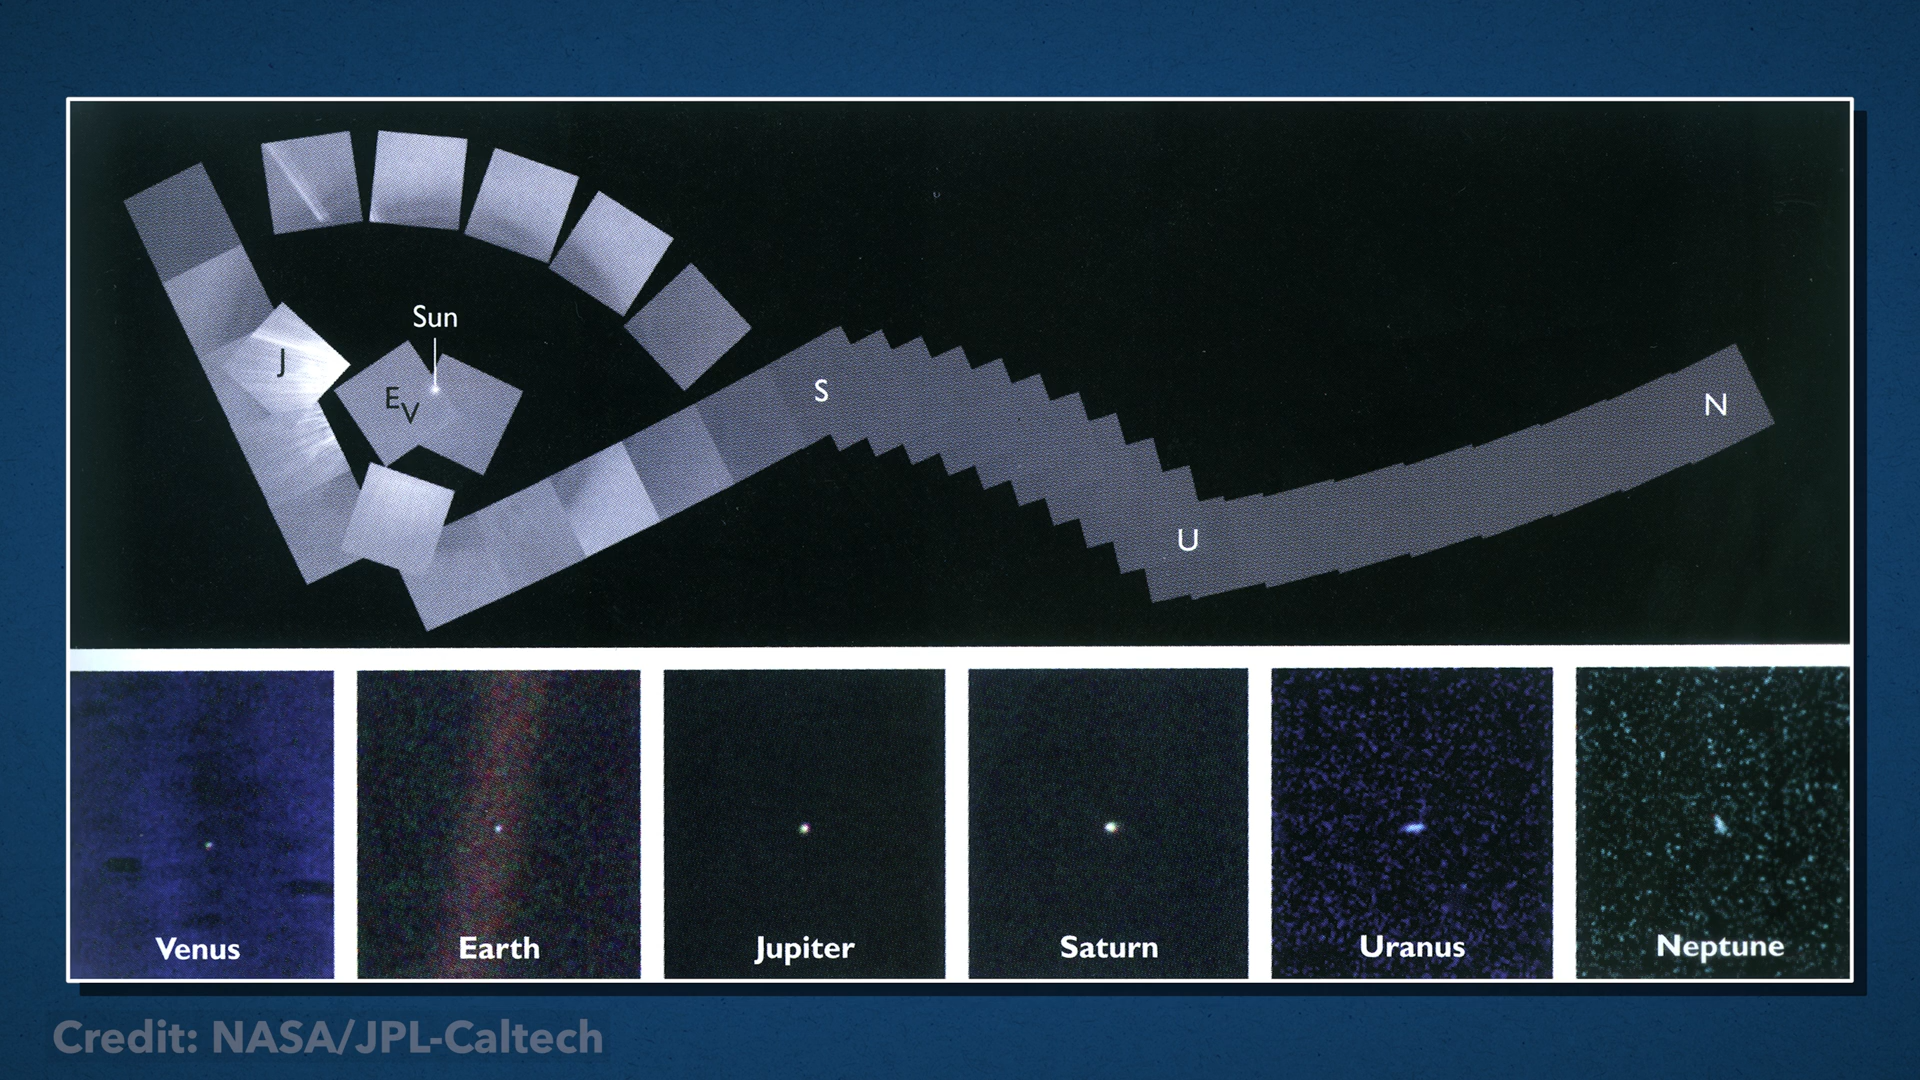 Sun
J
E
V
S
N
U
Venus
Earth
Jupiter
Saturn
Uranus
Neptune
Credit: NASA/JPL-Caltech